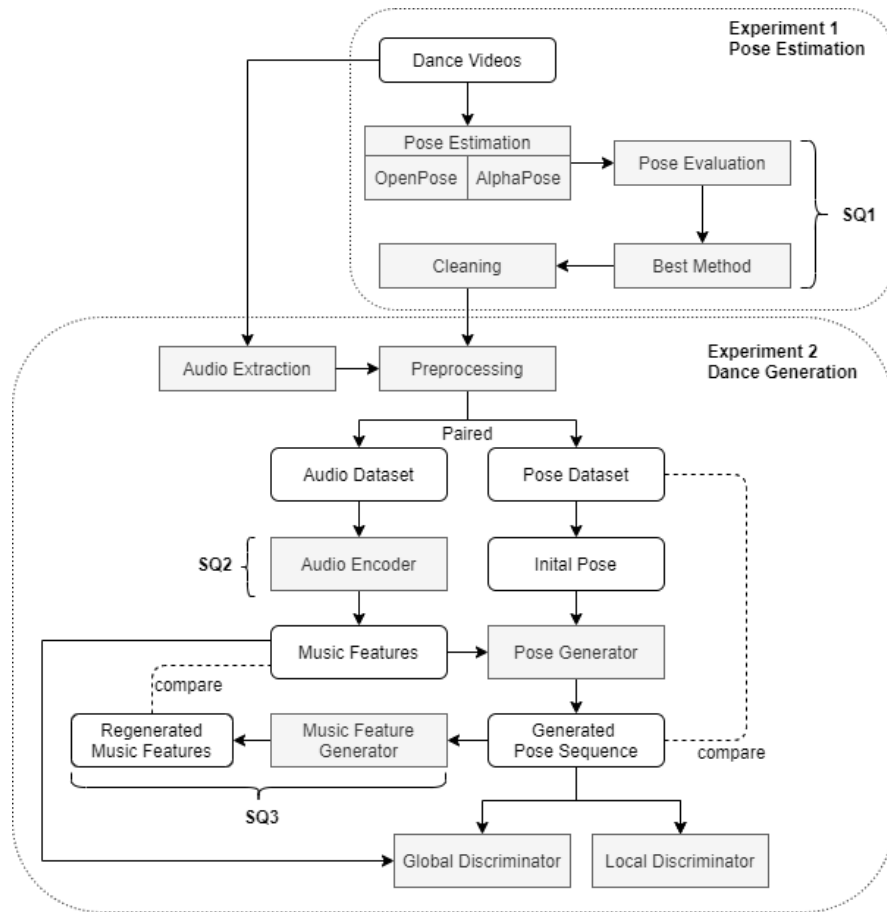 Experiment 1
Pose Estimation
Dance Videos
Pose Estimation
OpenPose
AlphaPose
Pose Evaluation
SQ1
Cleaning
Best Method
Experiment 2
Dance Generation
Audio Extraction
Preprocessing
Paired
Audio Dataset
Pose Dataset
SQ2
Audio Encoder
Inital Pose
Music Features
Pose Generator
compare
Regenerated
Music Features
Music Feature
Generator
Generated
Pose Sequence
compare
SQ3
Global Discriminator
Local Discriminator